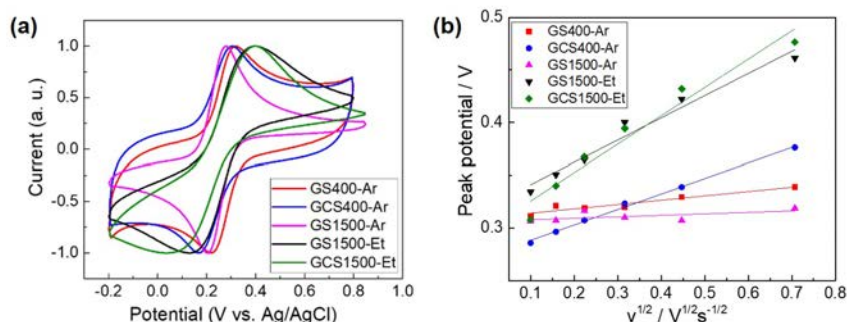 (a)
1.0
0.5
0.0
-0.5
-1.0
Current (a. u.)
GS400-Ar
GCS400-Ar
GS1500-Ar
GS1500-Et
GCS1500-Et
-0.2 0.0 0.2 0.4 0.6 0.8 1.0
Potential (V vs. Ag/AgCl)
(b)
0.5
0.4
0.3
Peak potential / V
GS400-Ar
GCS400-Ar
GS1500-Ar
GS1500-Et
GCS1500-Et
0.1 0.2 0.3 0.4 0.5 0.6 0.7 0.8
v1/2 / V1/2s-1/2